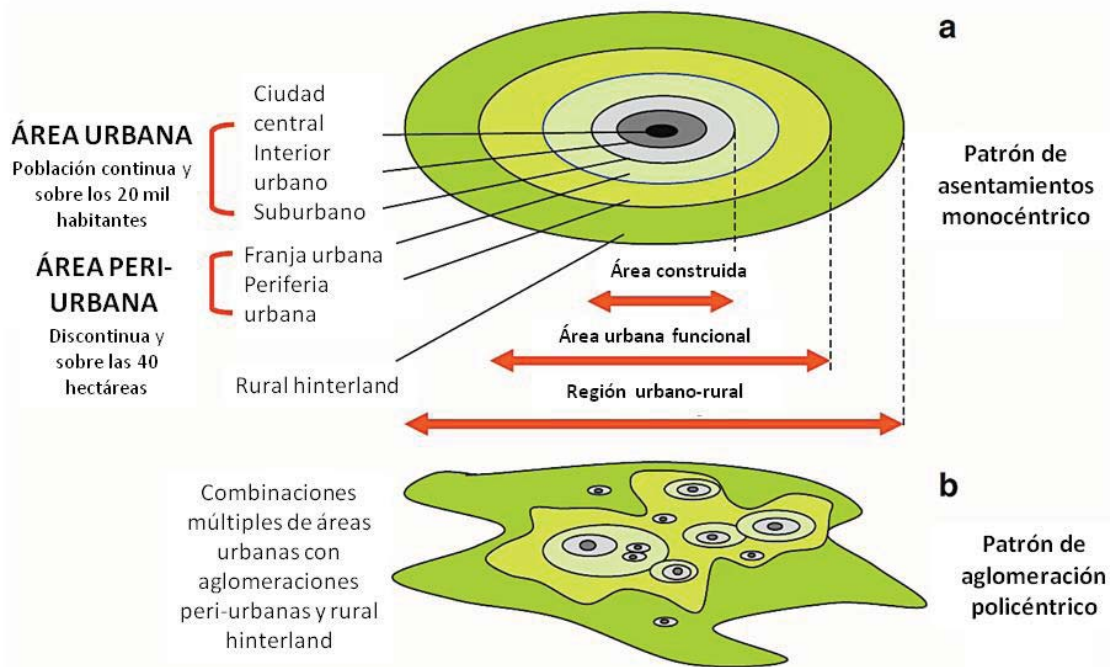 a
ÁREA URBANA
Población continua y
sobre los 20 mil
habitantes
Ciudad
central
Interior
urbano
Suburbano
ÁREA PERI-
URBANA
Discontinua y
sobre las 40
hectáreas
Franja urbana
Periferia
urbana
Rural hinterland
Patrón de
asentamientos
monocéntrico
Área construida
Área urbana funcional
Región urbano-rural
b
Combinaciones
múltiples de áreas
urbanas con
aglomeraciones
peri-urbanas y rural
hinterland
Patrón de
aglomeración
policéntrico